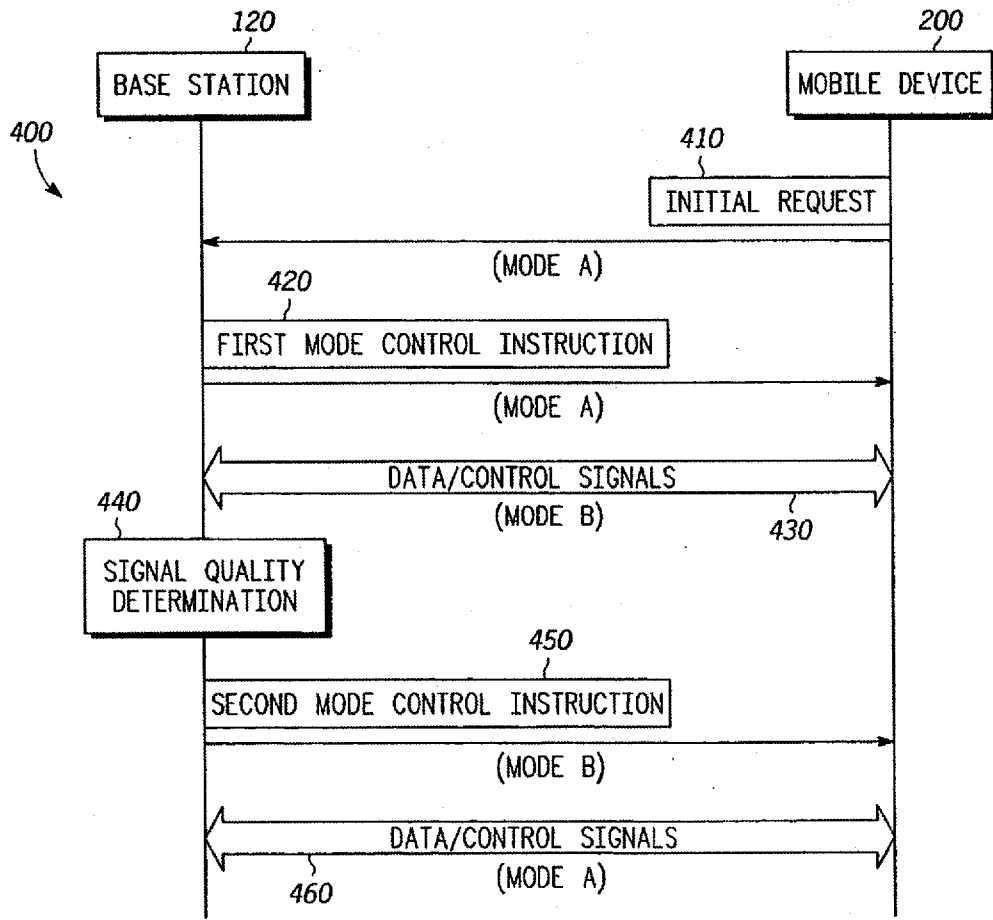 120
200
BASE STATION
MOBILE DEVICE
400
410
INITIAL REQUEST
(MODE A)
420
FIRST MODE CONTROL INSTRUCTION
(MODE A)
DATA/CONTROL SIGNALS
440
(MODE B)
430
SIGNAL QUALITY
DETERMINATION
450
SECOND MODE CONTROL INSTRUCTION
(MODE B)
DATA/CONTROL SIGNALS
460
(MODE A)